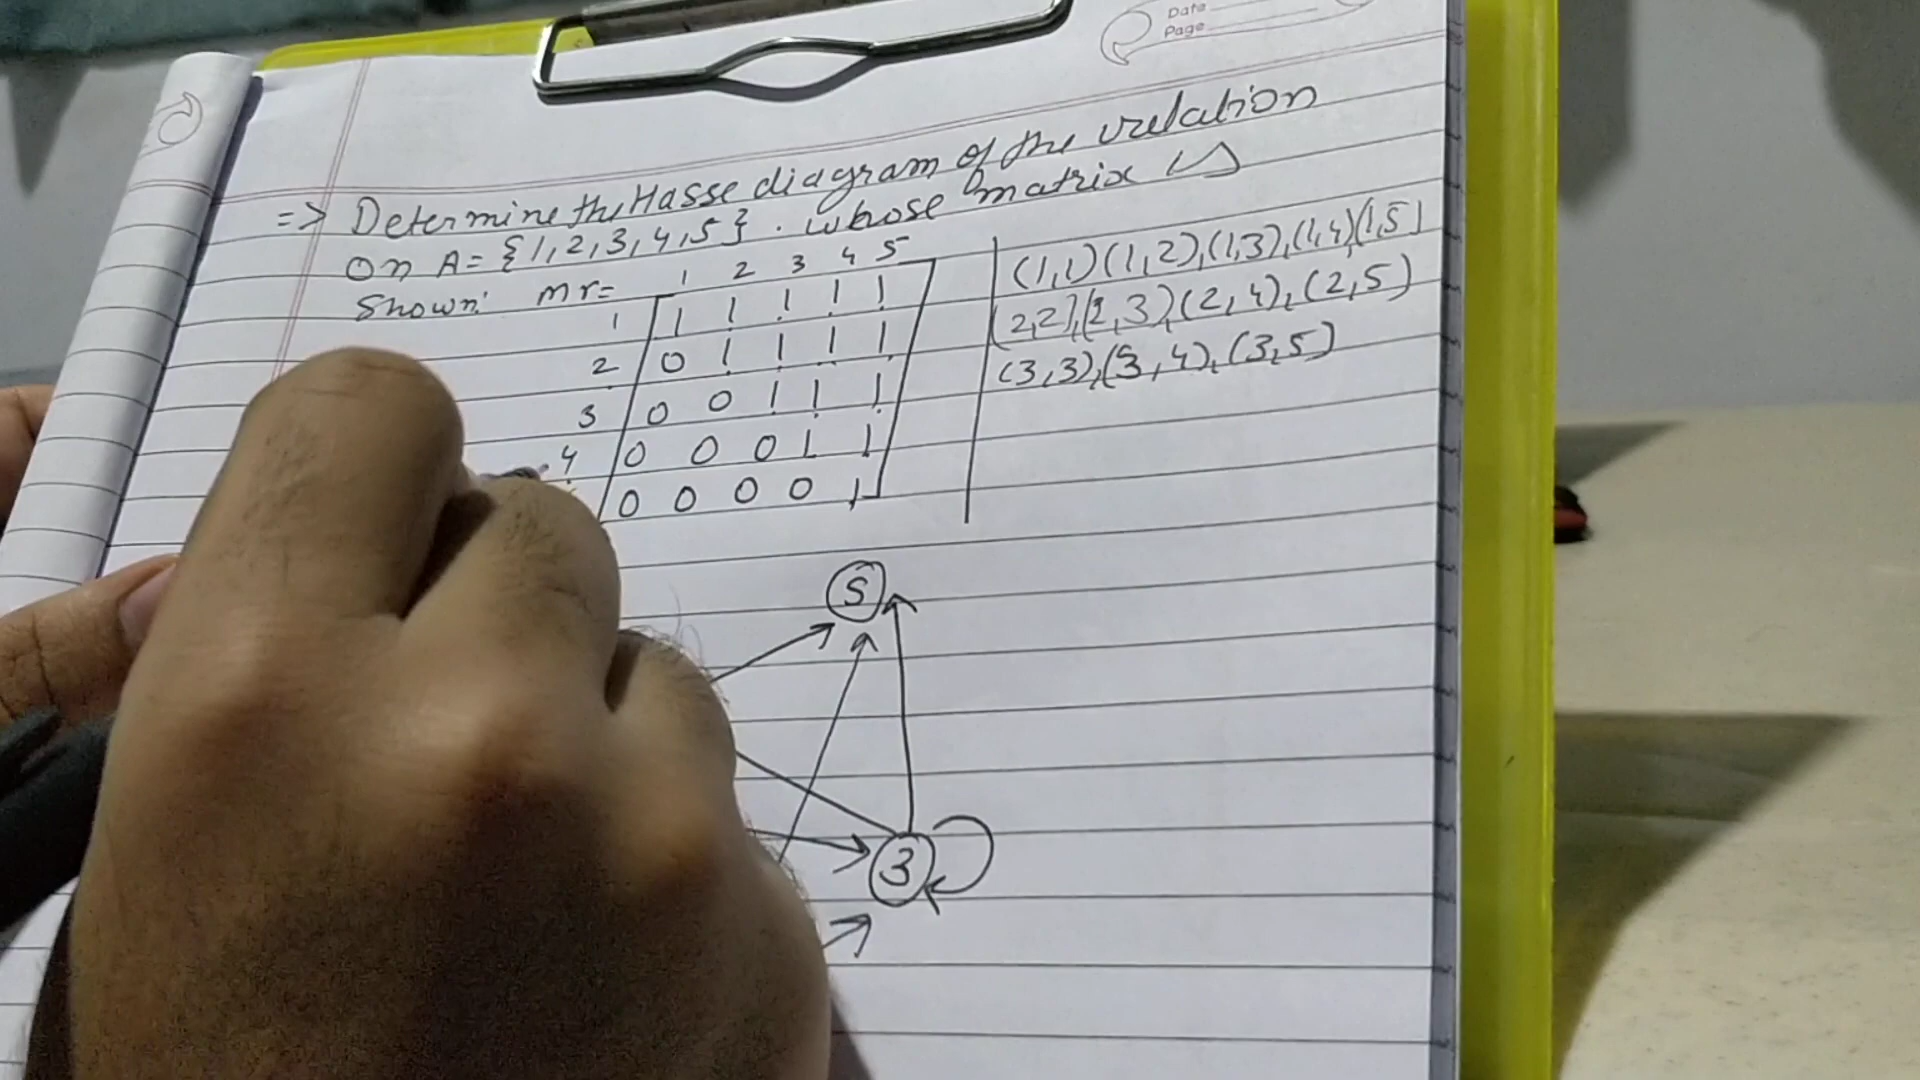 Date
Page
=> Determine the Hasse diagram of the relation
on A = {1,2,3,4,5}. whose matrix is
Shown: Mr=
1 2 3 4 5
1 1 1 1 1 1
2 0 1 1 1 1
3 0 0 1 1 1
4 0 0 0 1 1
0 0 0 0 1
(1,1)(1,2),(1,3),(1,4)(1,5)
(2,2),(2,3),(2,4),(2,5)
(3,3),(3,4),(3,5)
5
3